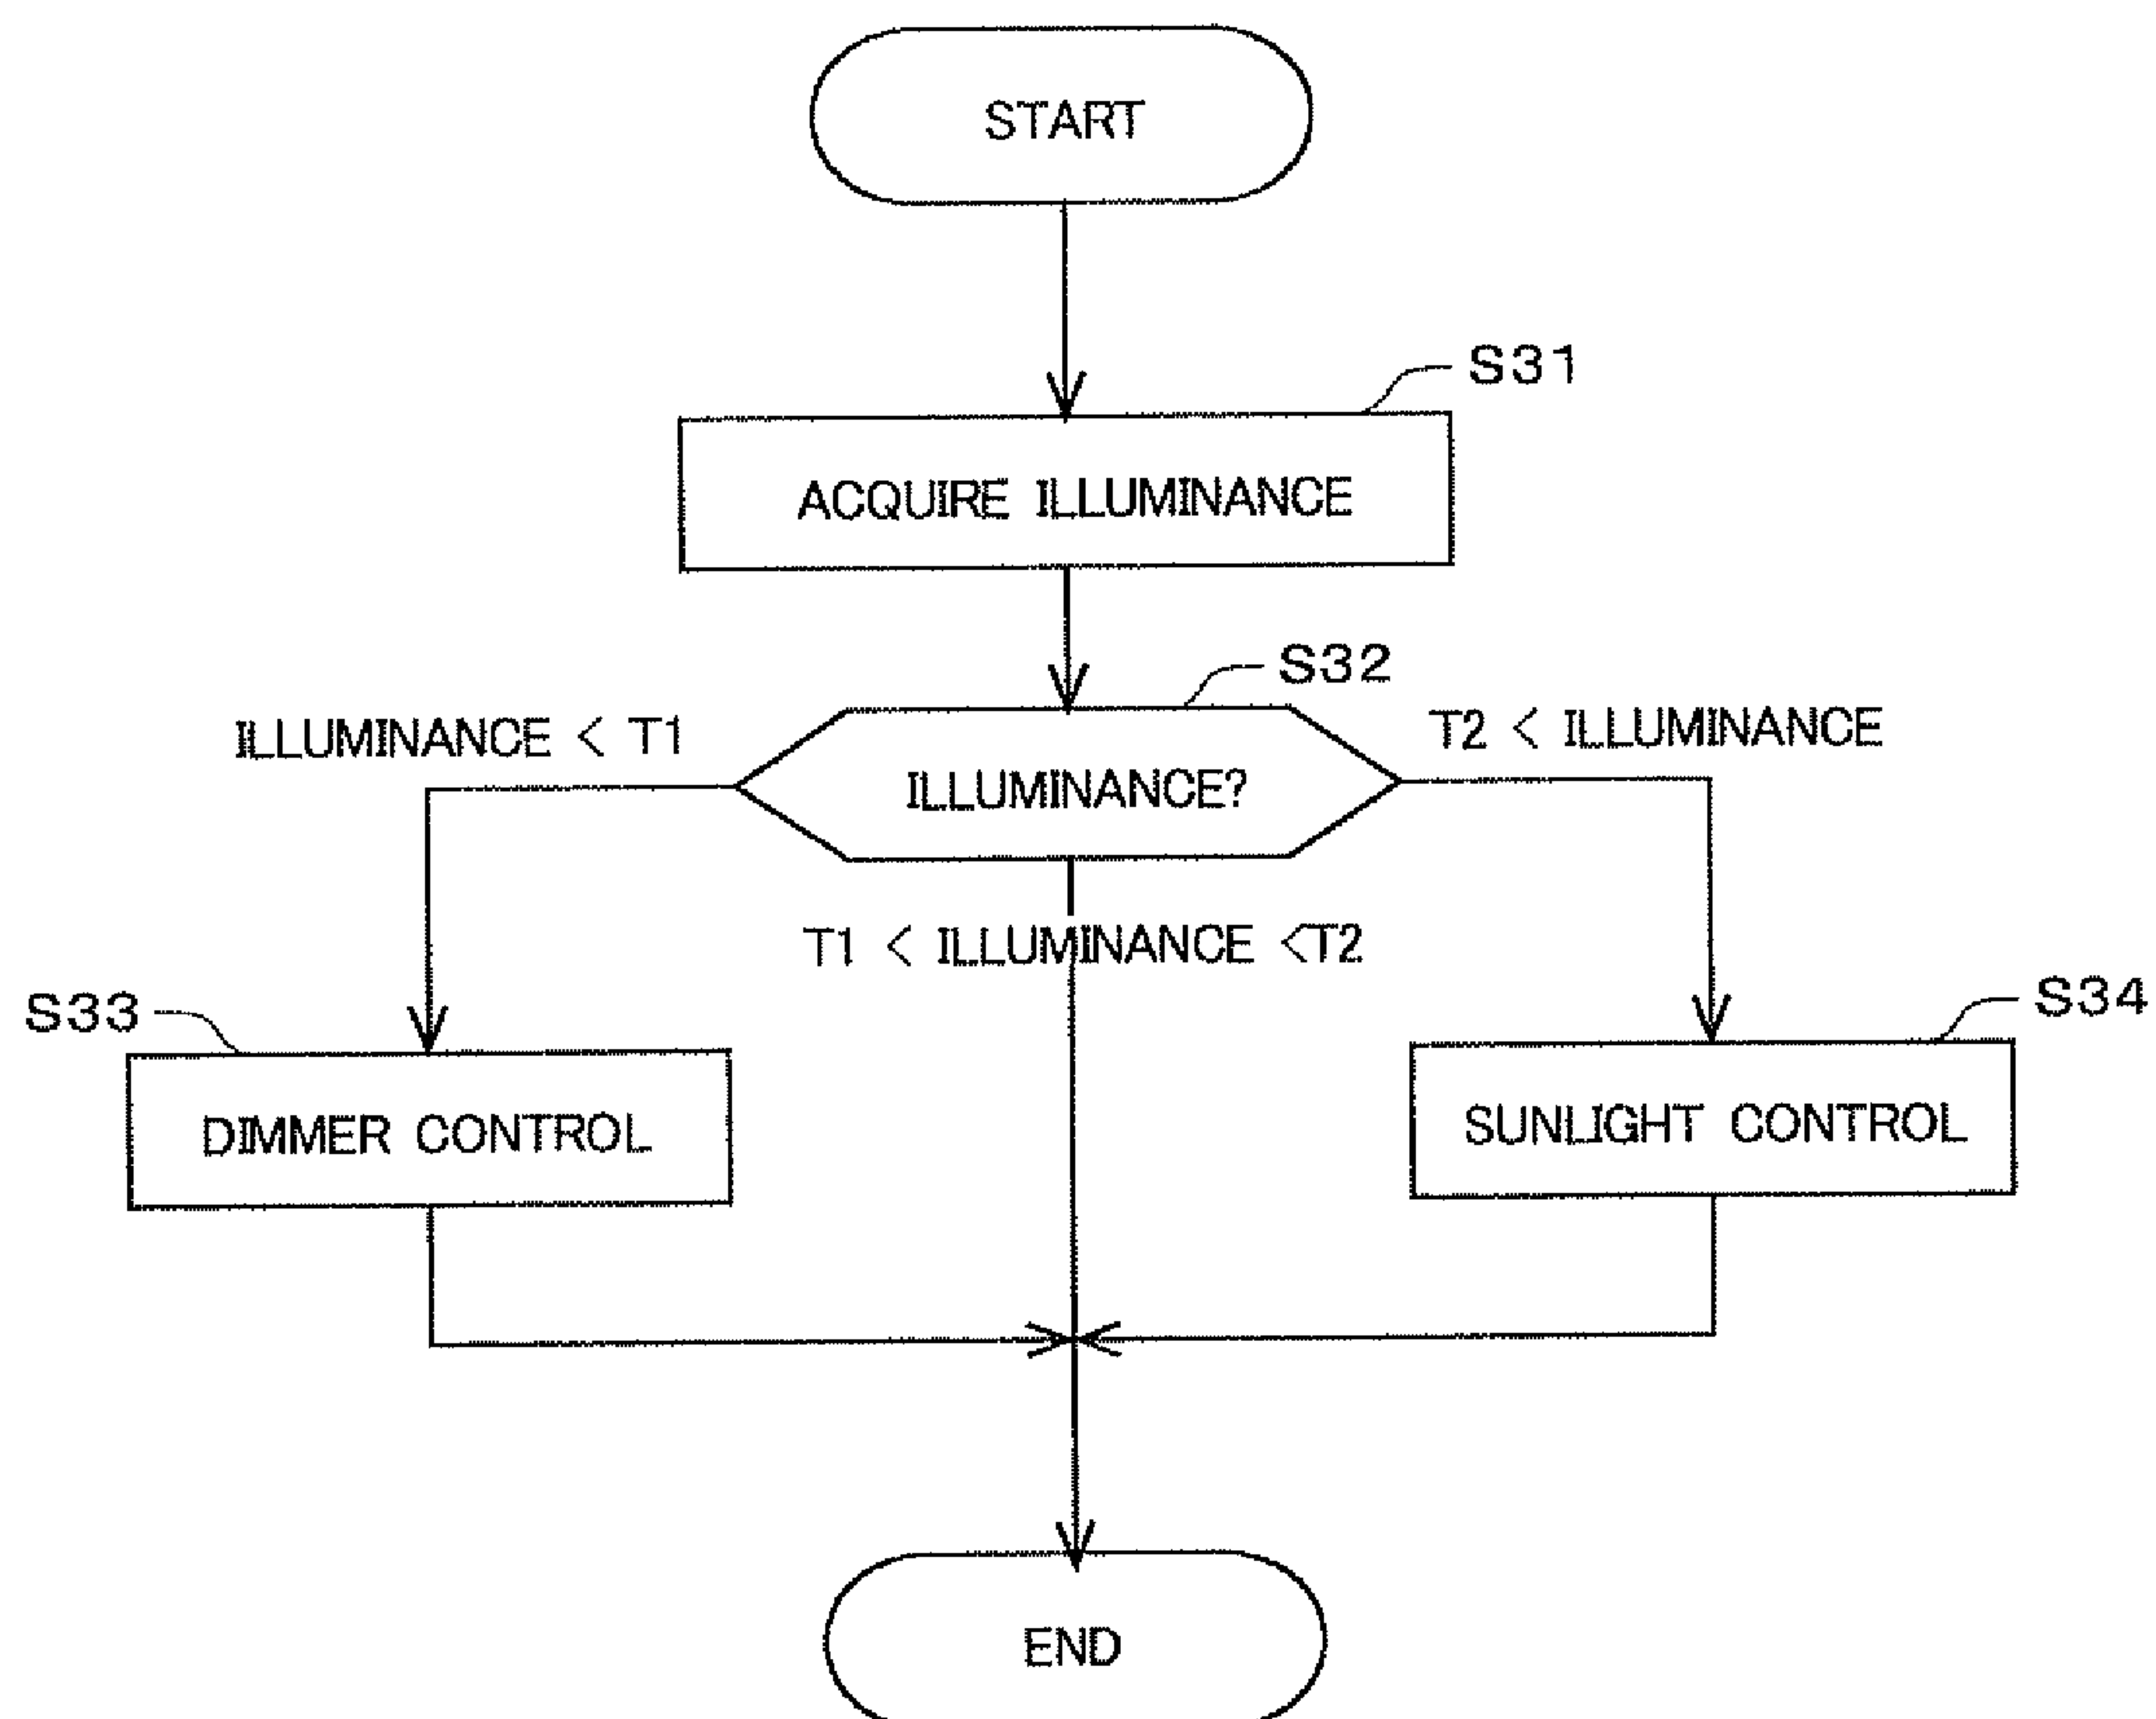 START
S31
ACQUIRE ILLUMINANCE
S32
ILLUMINANCE < T1
T2 < ILLUMINANCE
ILLUMINANCE?
T1 < ILLUMINANCE <T2
S33
S34
DIMMER CONTROL
SUNLIGHT CONTROL
END